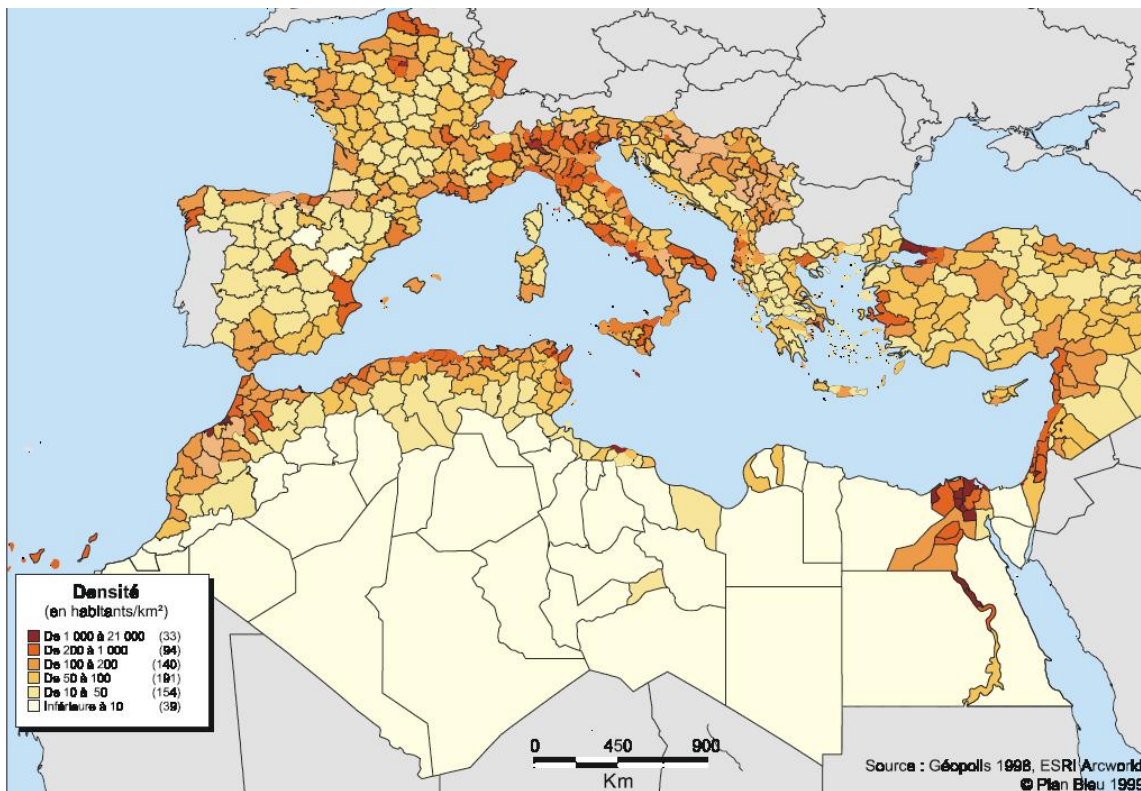 Densité
(en habitants/km²)
De 1 000 à 21 000 (33)
De 200 à 1 000 (94)
De 100 à 200 (140)
De 50 à 100 (191)
De 10 à 50 (154)
Inférieure à 10 (39)
0 450 900
Km
Source : Géopolis 1998, ESRI Arcworld
© Plan Bleu 1999